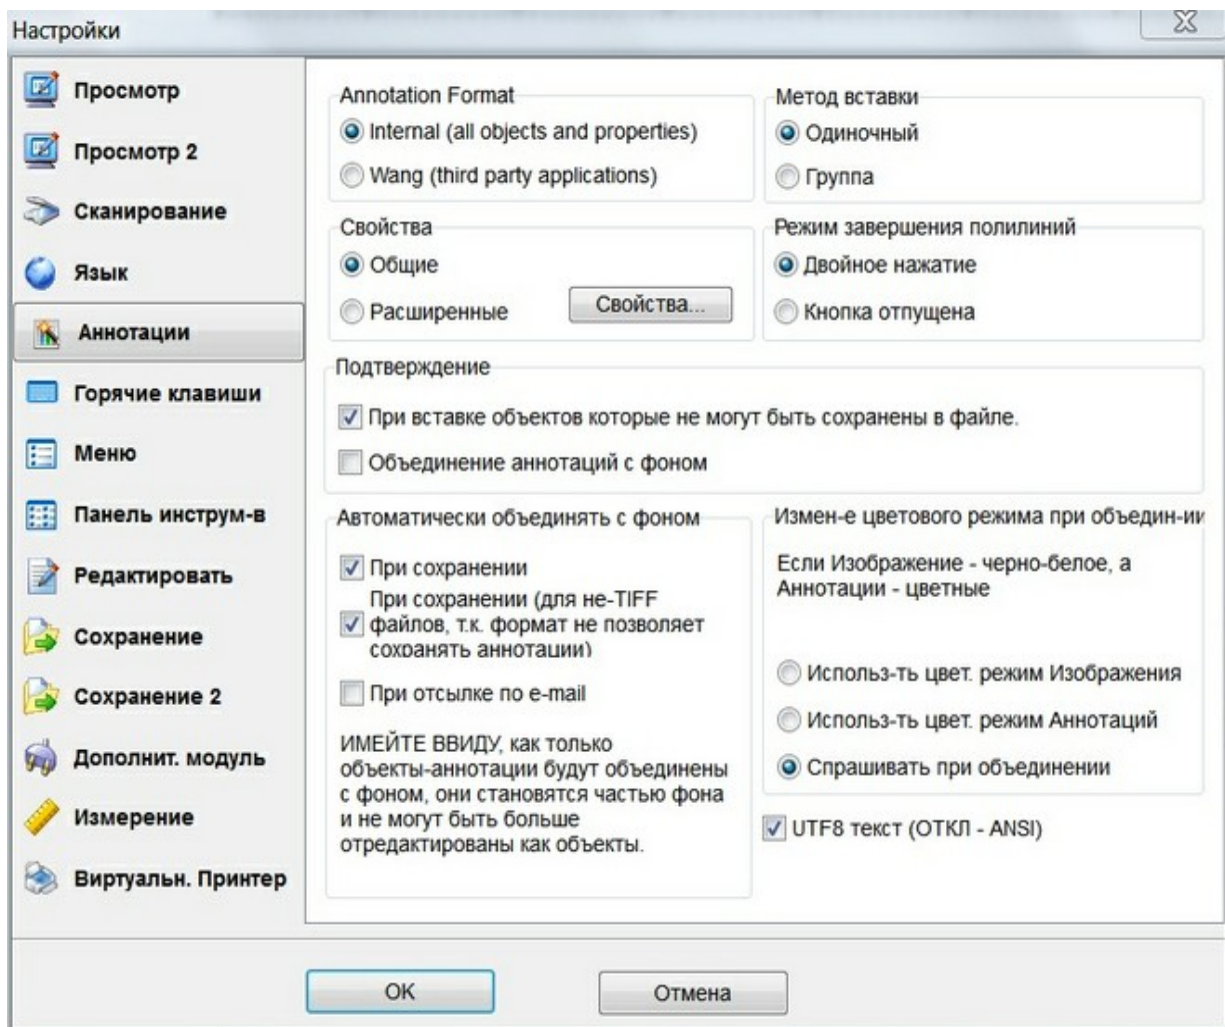 Настройки
Просмотр
Просмотр 2
Сканирование
Язык
Аннотации
Горячие клавиши
Меню
Панель инструм-в
Редактировать
Сохранение
Сохранение 2
Дополнит. модуль
Измерение
Виртуальн. Принтер
Annotation Format
Internal (all objects and properties)
Wang (third party applications)
Метод вставки
Одиночный
Группа
Свойства
Общие
Расширенные
Свойства...
Режим завершения полилиний
Двойное нажатие
Кнопка отпущена
Подтверждение
При вставке объектов которые не могут быть сохранены в файле.
Объединение аннотаций с фоном
Автоматически объединять с фоном
При сохранении
При сохранении (для не-TIFF
файлов, т.к. формат не позволяет
сохранять аннотации)
При отсылке по e-mail
ИМЕЙТЕ ВВИДУ, как только
объекты-аннотации будут объединены
с фоном, они становятся частью фона
и не могут быть больше
отредактированы как объекты.
Измен-е цветового режима при объедин-ии
Если Изображение - черно-белое, а
Аннотации - цветные
Использ-ть цвет. режим Изображения
Использ-ть цвет. режим Аннотаций
Спрашивать при объединении
UTF8 текст (ОТКЛ - ANSI)
OK
Отмена